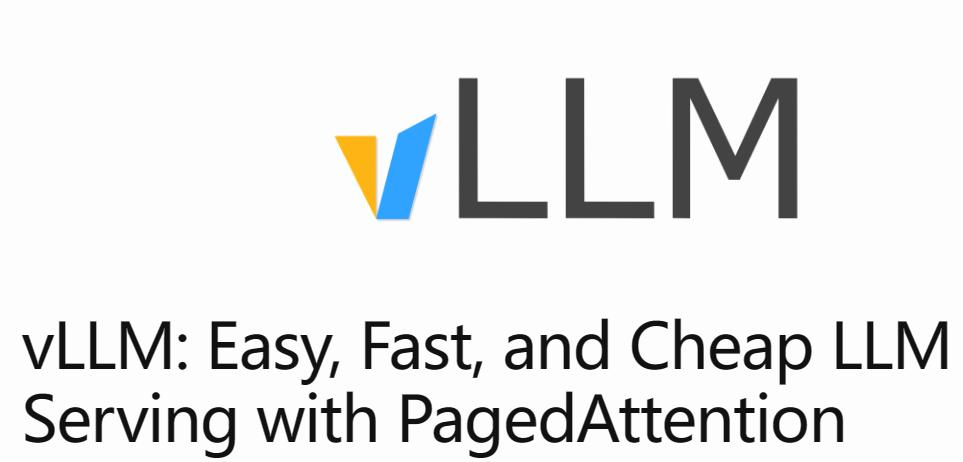 vLLM
vLLM: Easy, Fast, and Cheap LLM
Serving with PagedAttention